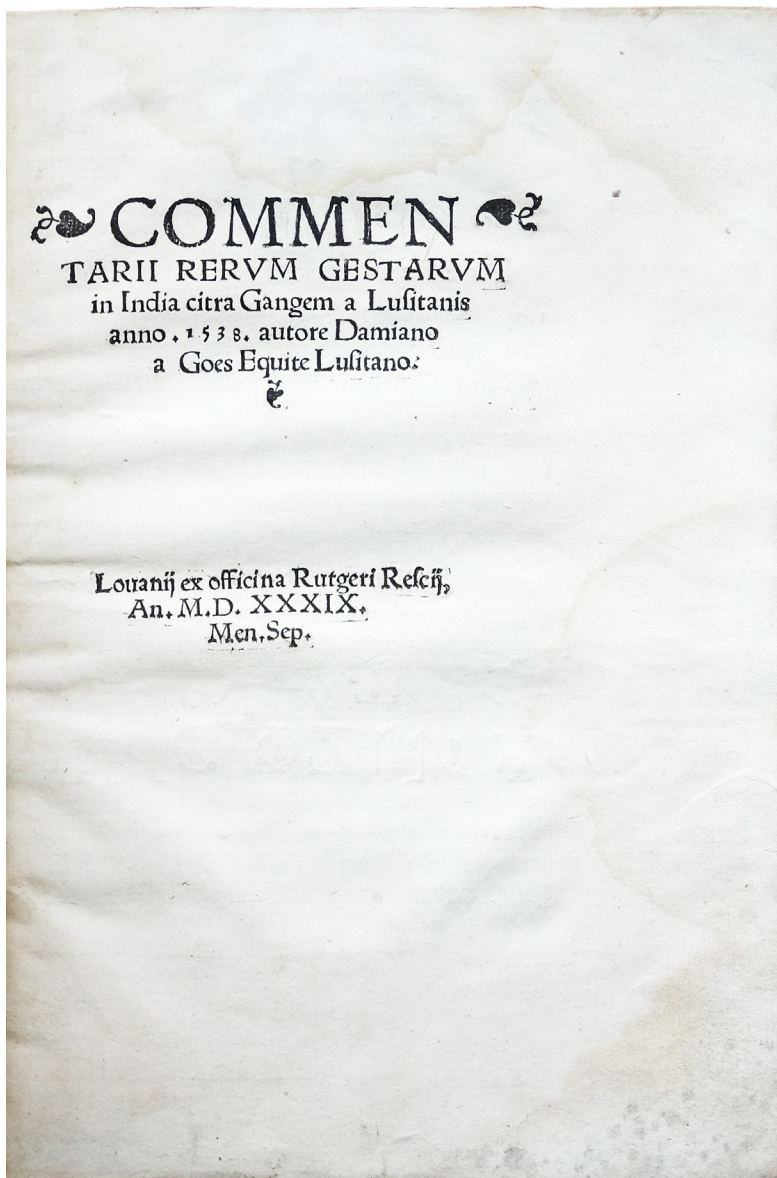 ❧ COMMEN ☙
TARII RERVM GESTARVM
in India citra Gangem a Luſitanis
anno . 1538. autore Damiano
a Goes Equite Luſitano.
Louanij ex officina Rutgeri Reſcij,
An. M.D. XXXIX.
Men. Sep.